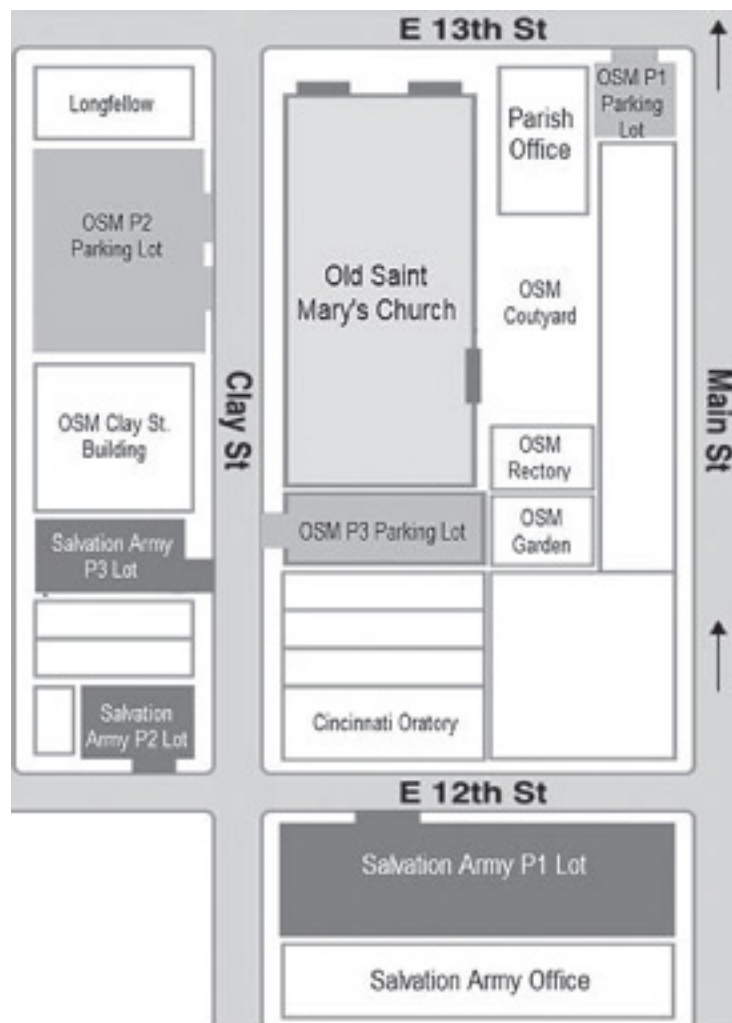 E 13th St
Longfellow
OSM P2
Parking Lot
OSM Clay St.
Building
Salvation Army
P3 Lot
Salvation
Army P2 Lot
Clay St
Old Saint
Mary's Church
OSM P3 Parking Lot
Cincinnati Oratory
Parish
Office
OSM
Coutyard
OSM
Rectory
OSM
Garden
OSM P1
Parking
Lot
Main St
E 12th St
Salvation Army P1 Lot
Salvation Army Office